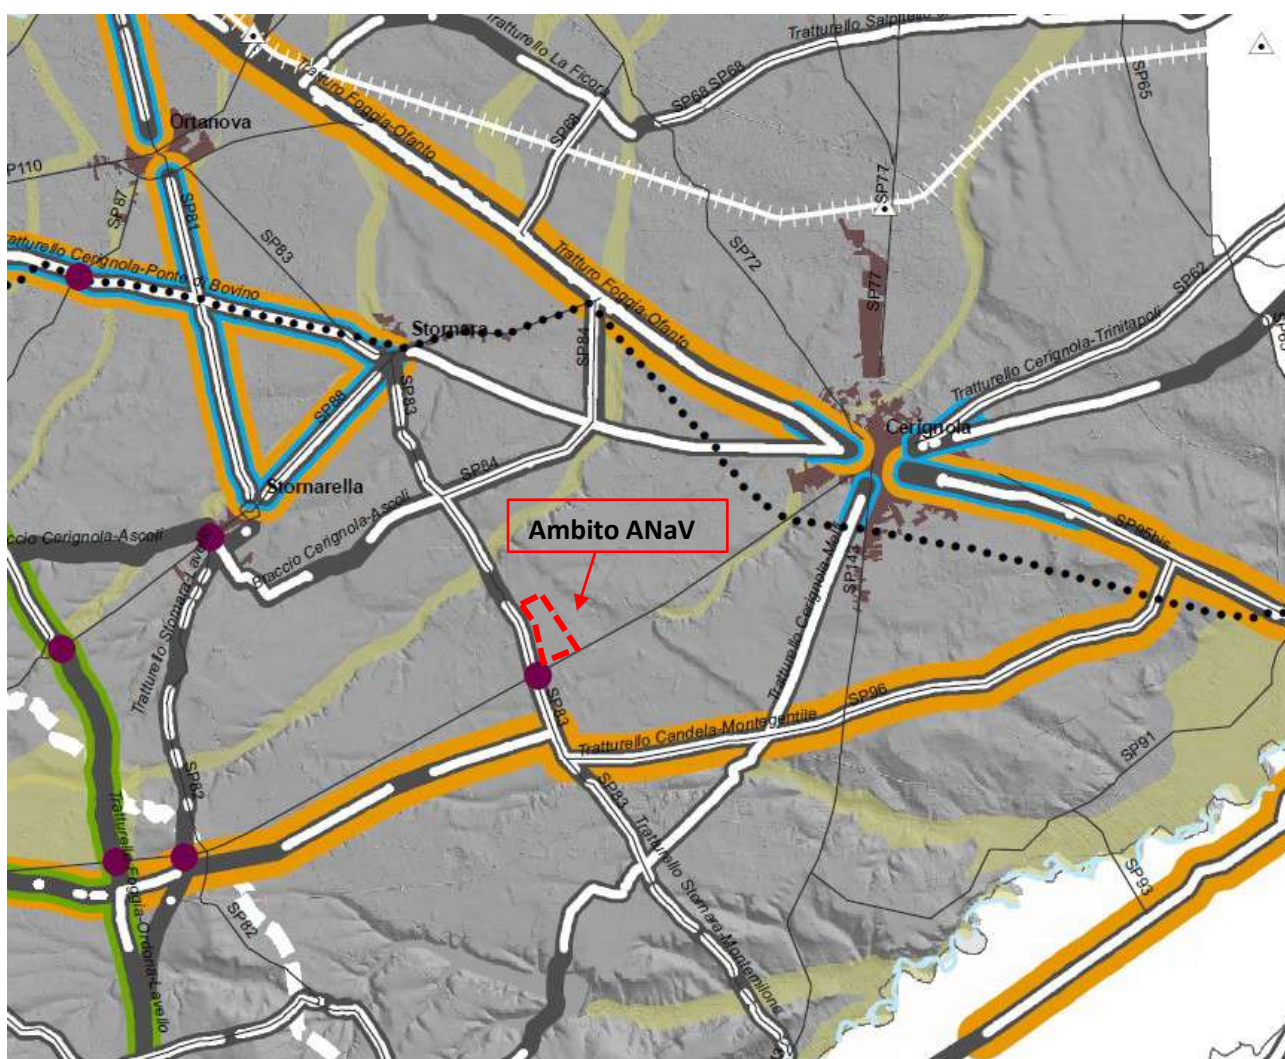 Tratturello Salpitello
Tratturello La Ficora
SP68 SP68
SP65
Tratturo Foggia-Ofanto
Ortanova
SP68
SP110
SP87
SP77
SP81
SP83
SP72
Tratturello Cerignola-Ponte di Bovino
Tratturo Foggia-Ofanto
SP77
SP62
Stornara
SP84
Tratturello Cerignola-Trinitapoli
SP88
SP83
Cerignola
SP84
Stornarella
Ambito ANaV
SP95bis
Braccio Cerignola-Ascoli
Braccio Cerignola-Ascoli
SP143
Tratturello Stornara-Lavello
Tratturello Cerignola-Melfi
SP83
SP96
Tratturello Candela-Montegentile
SP91
SP82
SP83
Tratturello Stornara-Montemilone
SP93
Tratturello Foggia-Ordona-Lavello
SP82